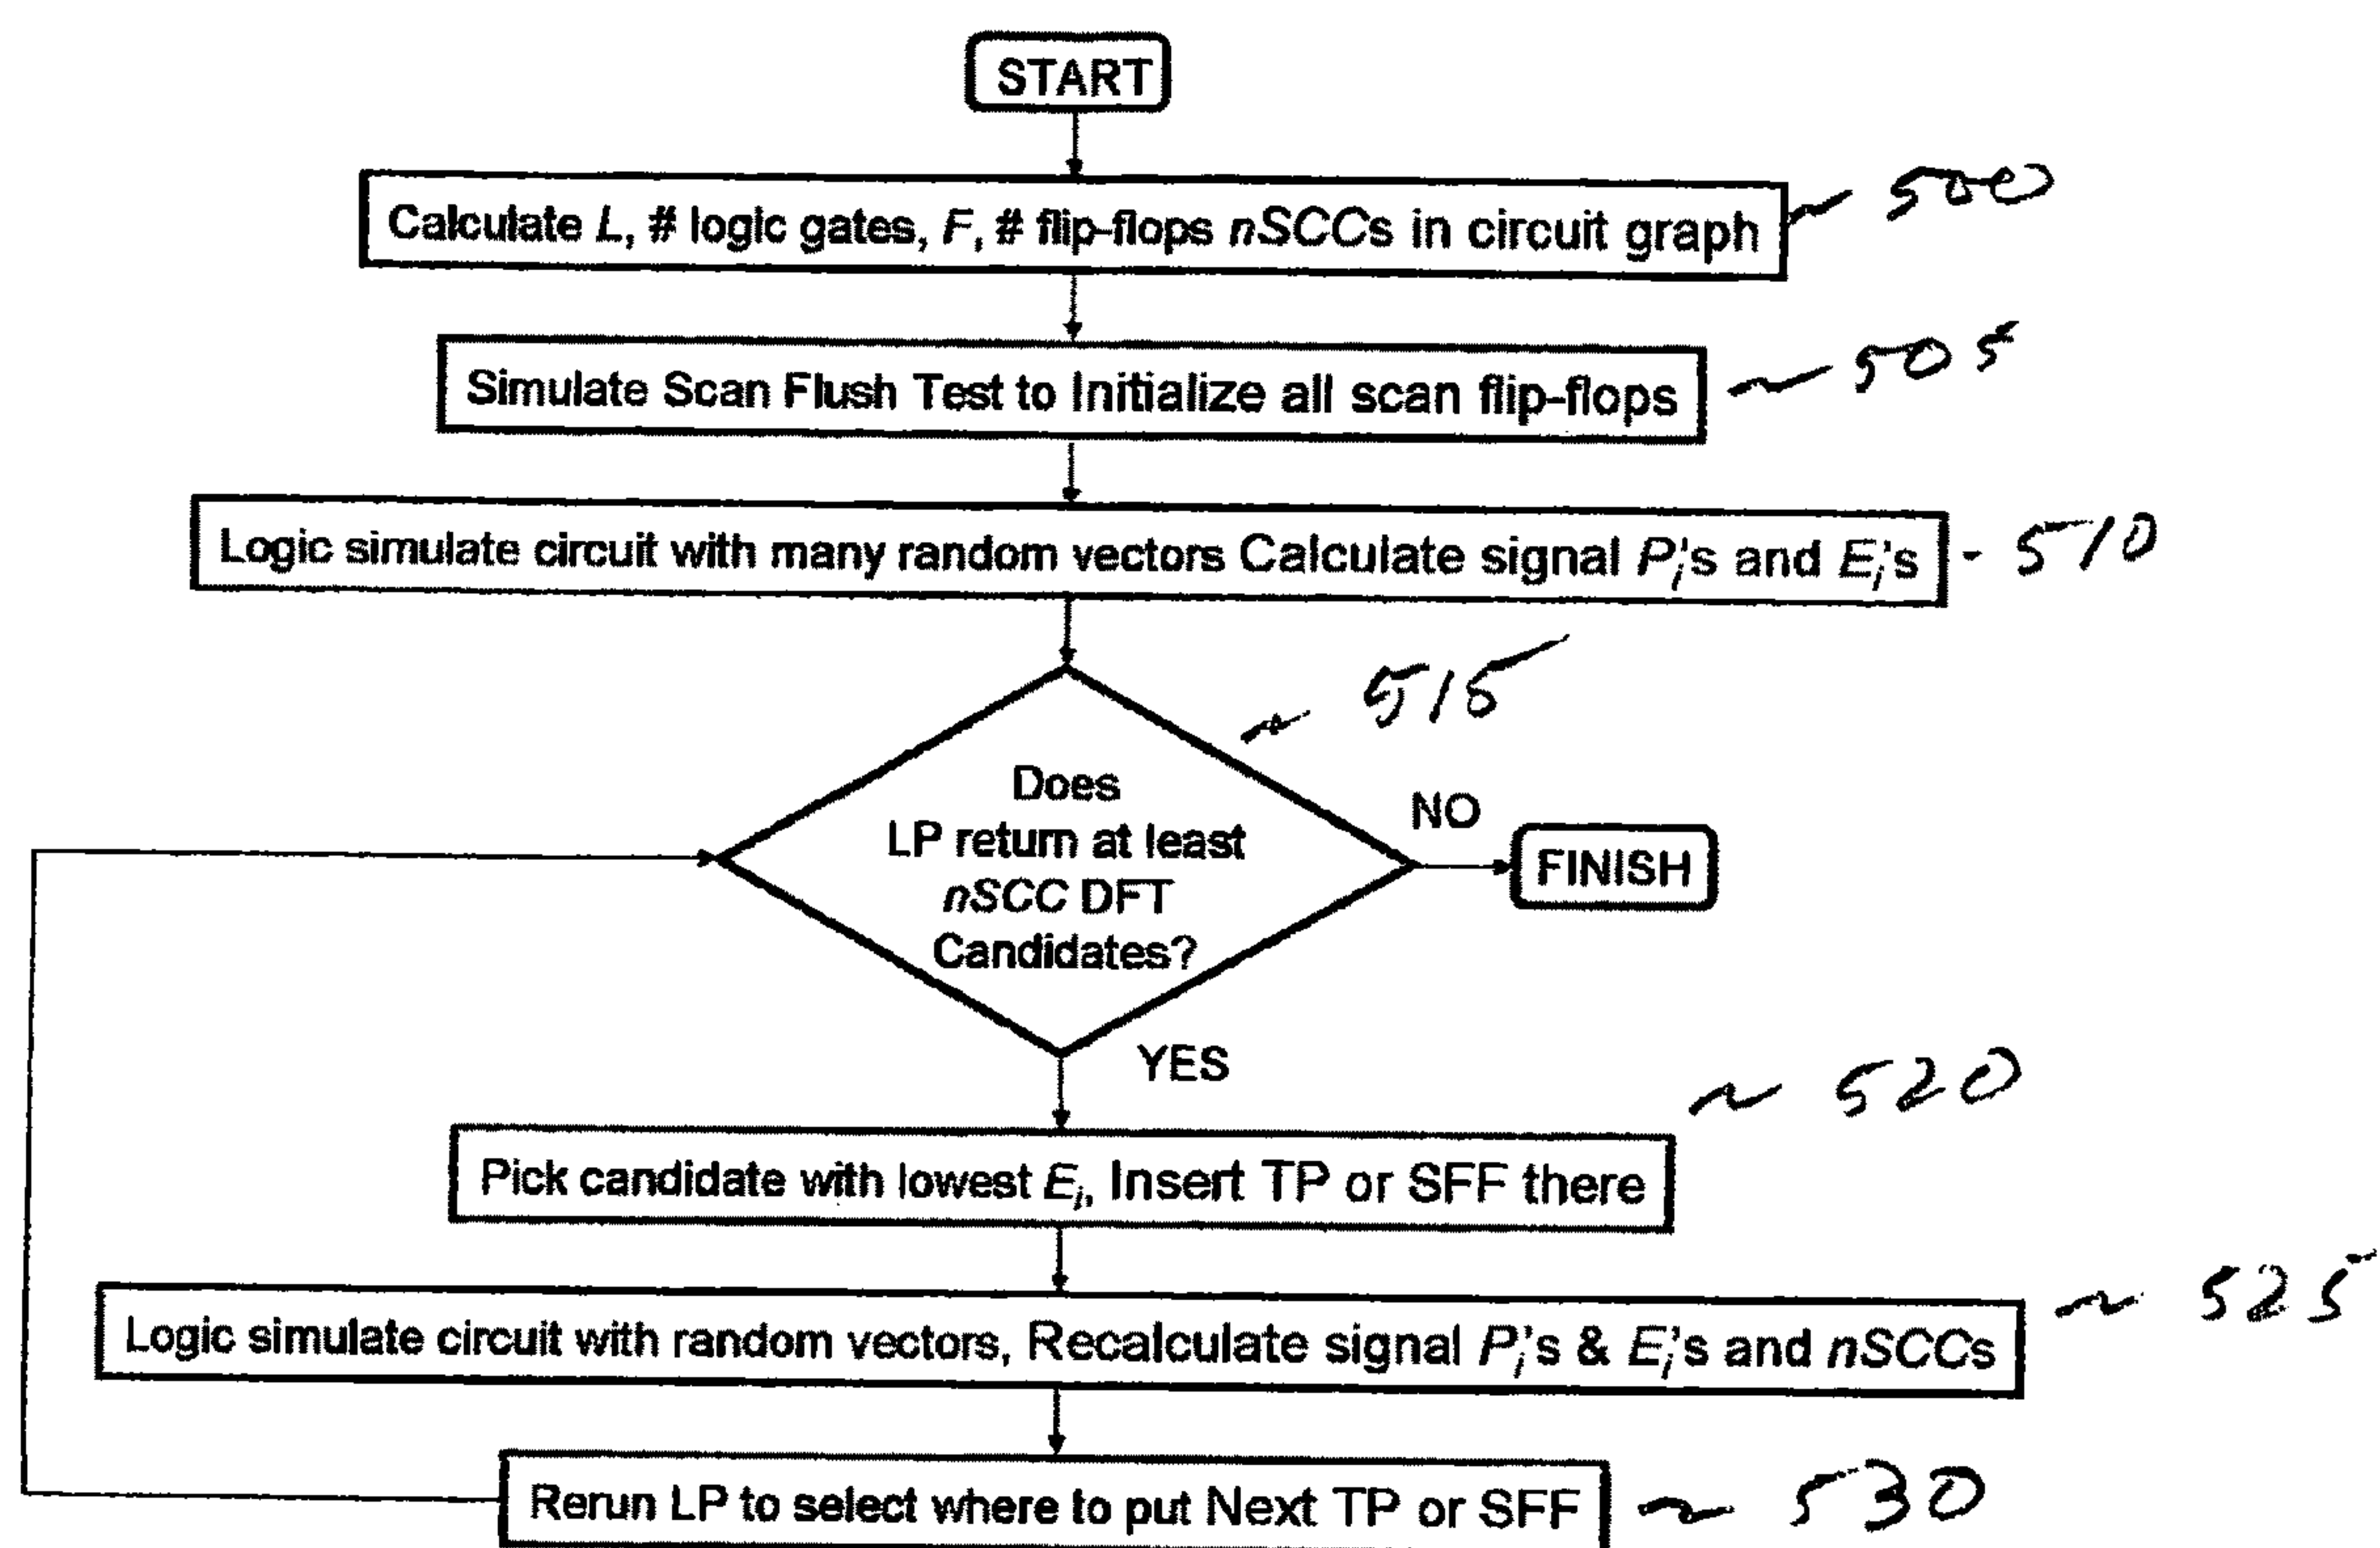 START
Calculate L, # logic gates, F, # flip-flops nSCCs in circuit graph ~ 500
Simulate Scan Flush Test to Initialize all scan flip-flops ~ 505
Logic simulate circuit with many random vectors Calculate signal Pi's and Ei's - 510
~ 515
Does
LP return at least
nSCC DFT
Candidates?
NO
FINISH
YES
~ 520
Pick candidate with lowest Ei, Insert TP or SFF there
~ 525
Logic simulate circuit with random vectors, Recalculate signal Pi's & Ei's and nSCCs
Rerun LP to select where to put Next TP or SFF ~ 530